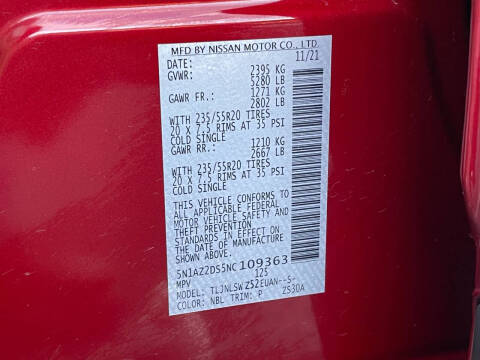 MFD BY NISSAN MOTOR CO., LTD.
DATE: 11/21
GVWR: 2395 KG
5280 LB
GAWR FR.: 1271 KG
2802 LB
WITH 235/55R20 TIRES
20 X 7.5 RIMS AT 35 PSI
COLD SINGLE
GAWR RR.: 1210 KG
2667 LB
WITH 235/55R20 TIRES
20 X 7.5 RIMS AT 35 PSI
COLD SINGLE
THIS VEHICLE CONFORMS TO
ALL APPLICABLE FEDERAL
MOTOR VEHICLE SAFETY AND
THEFT PREVENTION
STANDARDS IN EFFECT ON
THE DATE OF MANUFACTURE
SHOWN ABOVE.
5N1AZ2DS5NC109363
MPV 125
MODEL: TLJNLSWZS2EUAN--S-
COLOR: NBL TRIM: P ZS30A